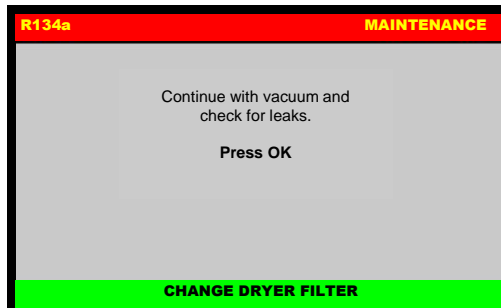 R134a MAINTENANCE
Continue with vacuum and
check for leaks.
Press OK
CHANGE DRYER FILTER